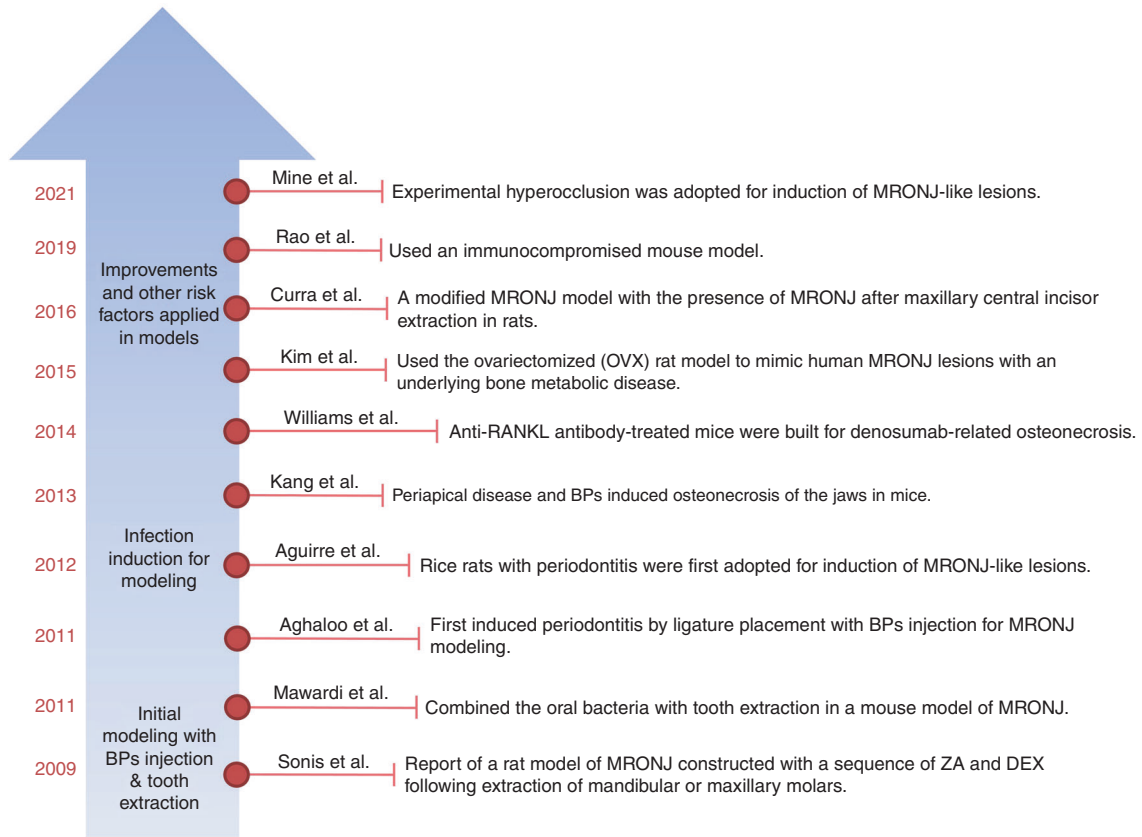 2021
Mine et al.
Experimental hyperocclusion was adopted for induction of MRONJ-like lesions.
2019
Rao et al.
Used an immunocompromised mouse model.
Improvements
and other risk
factors applied
in models
2016
Curra et al.
A modified MRONJ model with the presence of MRONJ after maxillary central incisor
extraction in rats.
2015
Kim et al.
Used the ovariectomized (OVX) rat model to mimic human MRONJ lesions with an
underlying bone metabolic disease.
2014
Williams et al.
Anti-RANKL antibody-treated mice were built for denosumab-related osteonecrosis.
2013
Kang et al.
Periapical disease and BPs induced osteonecrosis of the jaws in mice.
Infection
induction for
modeling
2012
Aguirre et al.
Rice rats with periodontitis were first adopted for induction of MRONJ-like lesions.
2011
Aghaloo et al.
First induced periodontitis by ligature placement with BPs injection for MRONJ
modeling.
2011
Mawardi et al.
Combined the oral bacteria with tooth extraction in a mouse model of MRONJ.
Initial
modeling with
BPs injection
& tooth
extraction
2009
Sonis et al.
Report of a rat model of MRONJ constructed with a sequence of ZA and DEX
following extraction of mandibular or maxillary molars.